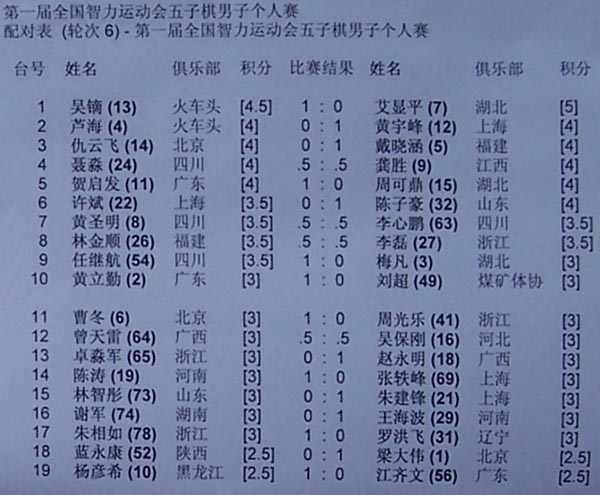 第一届全国智力运动会五子棋男子个人赛
配对表 (轮次 6) - 第一届全国智力运动会五子棋男子个人赛
台号 姓名 俱乐部 积分 比赛结果 姓名 俱乐部 积分
1 吴镝 (13) 火车头 [4.5] 1 : 0 艾显平 (7) 湖北 [5]
2 芦海 (4) 火车头 [4] 0 : 1 黄宇峰 (12) 上海 [4]
3 仇云飞 (14) 北京 [4] 0 : 1 戴晓涵 (5) 福建 [4]
4 聂淼 (24) 四川 [4] .5 : .5 龚胜 (9) 江西 [4]
5 贺启发 (11) 广东 [4] 1 : 0 周可鼎 (15) 湖北 [4]
6 许斌 (22) 上海 [3.5] 0 : 1 陈子豪 (32) 山东 [4]
7 黄圣明 (8) 四川 [3.5] .5 : .5 李心鹏 (63) 四川 [3.5]
8 林金顺 (26) 福建 [3.5] .5 : .5 李磊 (27) 浙江 [3.5]
9 任继航 (54) 四川 [3.5] 1 : 0 梅凡 (3) 湖北 [3]
10 黄立勤 (2) 广东 [3] 1 : 0 刘超 (49) 煤矿体协 [3]
11 曹冬 (6) 北京 [3] 1 : 0 周光乐 (41) 浙江 [3]
12 曾天雷 (64) 广西 [3] .5 : .5 吴保刚 (16) 河北 [3]
13 卓淼军 (65) 浙江 [3] 0 : 1 赵永明 (18) 广西 [3]
14 陈涛 (19) 河南 [3] 1 : 0 张轶峰 (69) 上海 [3]
15 林智彤 (73) 山东 [3] 0 : 1 朱建锋 (21) 上海 [3]
16 谢军 (74) 湖南 [3] 0 : 1 王海波 (29) 河南 [3]
17 朱相如 (78) 浙江 [3] 1 : 0 罗洪飞 (31) 辽宁 [3]
18 蓝永康 (52) 陕西 [2.5] 0 : 1 梁大伟 (1) 北京 [2.5]
19 杨彦希 (10) 黑龙江 [2.5] 1 : 0 江齐文 (56) 广东 [2.5]